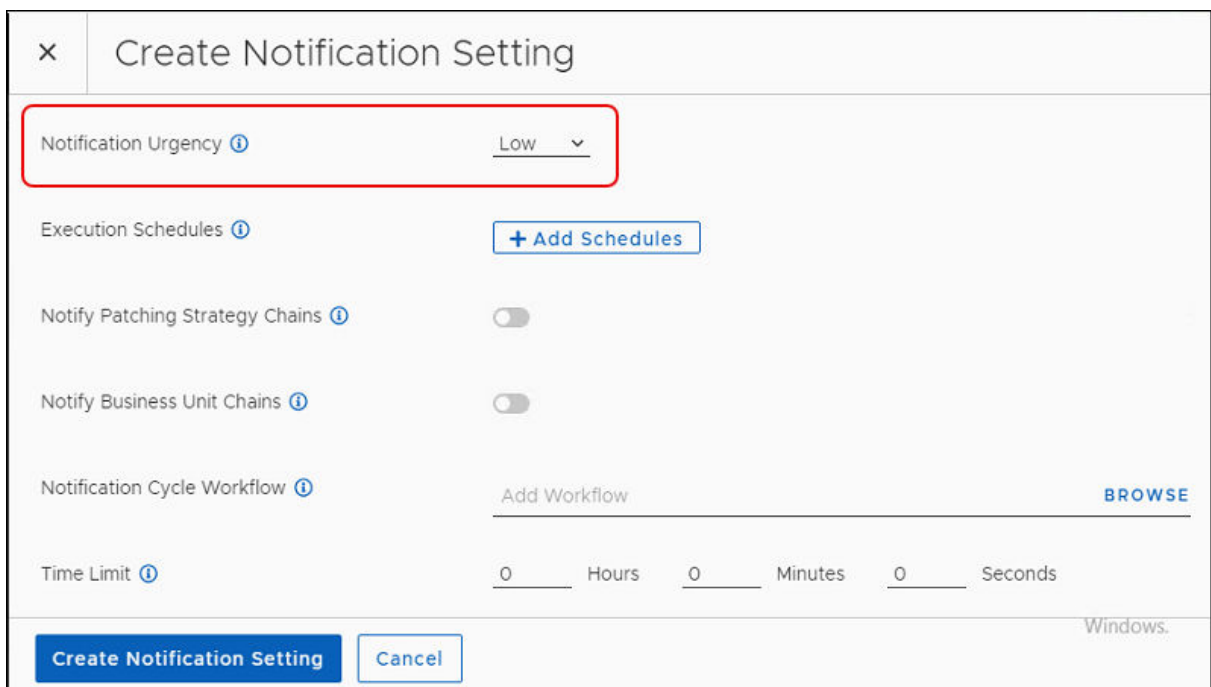 × Create Notification Setting
Notification Urgency Low
Execution Schedules + Add Schedules
Notify Patching Strategy Chains
Notify Business Unit Chains
Notification Cycle Workflow Add Workflow BROWSE
Time Limit 0 Hours 0 Minutes 0 Seconds
Windows.
Create Notification Setting Cancel